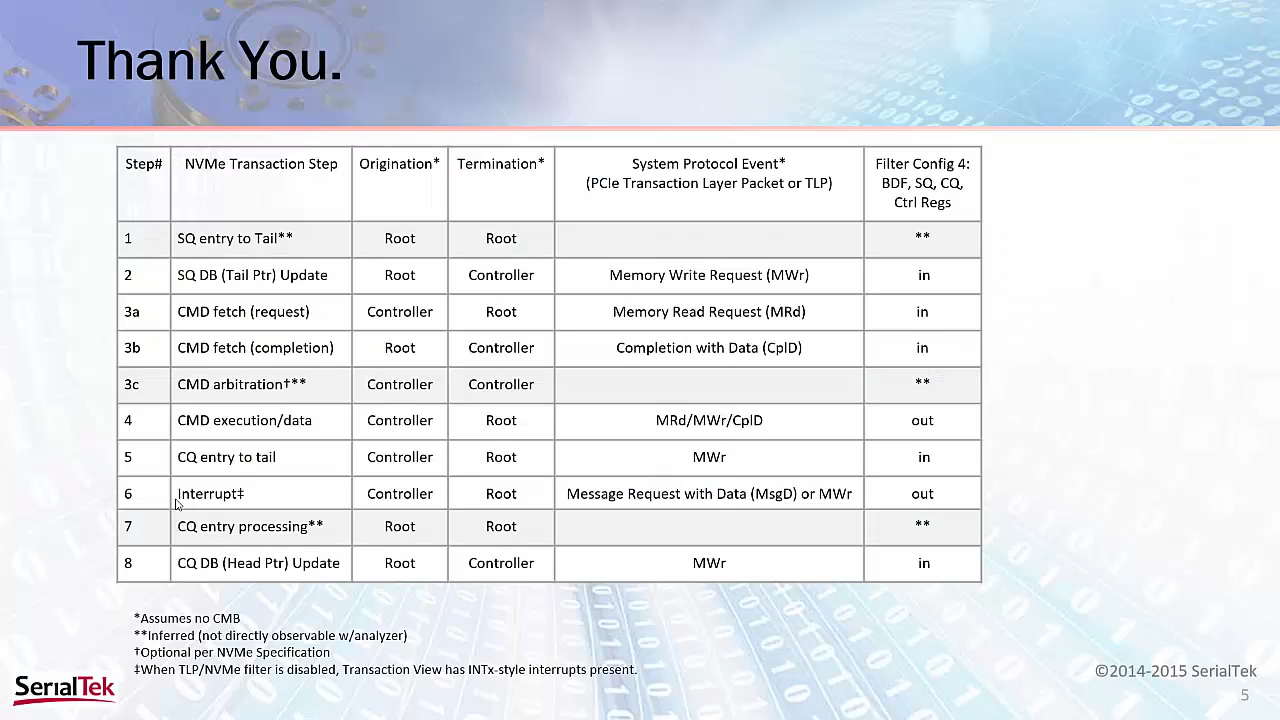 Thank You.
Step# NVMe Transaction Step Origination* Termination* System Protocol Event* Filter Config 4:
(PCIe Transaction Layer Packet or TLP) BDF, SQ, CQ,
Ctrl Regs
1 SQ entry to Tail** Root Root **
2 SQ DB (Tail Ptr) Update Root Controller Memory Write Request (MWr) in
3a CMD fetch (request) Controller Root Memory Read Request (MRd) in
3b CMD fetch (completion) Root Controller Completion with Data (CplD) in
3c CMD arbitration†** Controller Controller **
4 CMD execution/data Controller Root MRd/MWr/CplD out
5 CQ entry to tail Controller Root MWr in
6 Interrupt‡ Controller Root Message Request with Data (MsgD) or MWr out
7 CQ entry processing** Root Root **
8 CQ DB (Head Ptr) Update Root Controller MWr in
*Assumes no CMB
**Inferred (not directly observable w/analyzer)
†Optional per NVMe Specification
‡When TLP/NVMe filter is disabled, Transaction View has INTx-style interrupts present.
SerialTek
©2014-2015 SerialTek
5